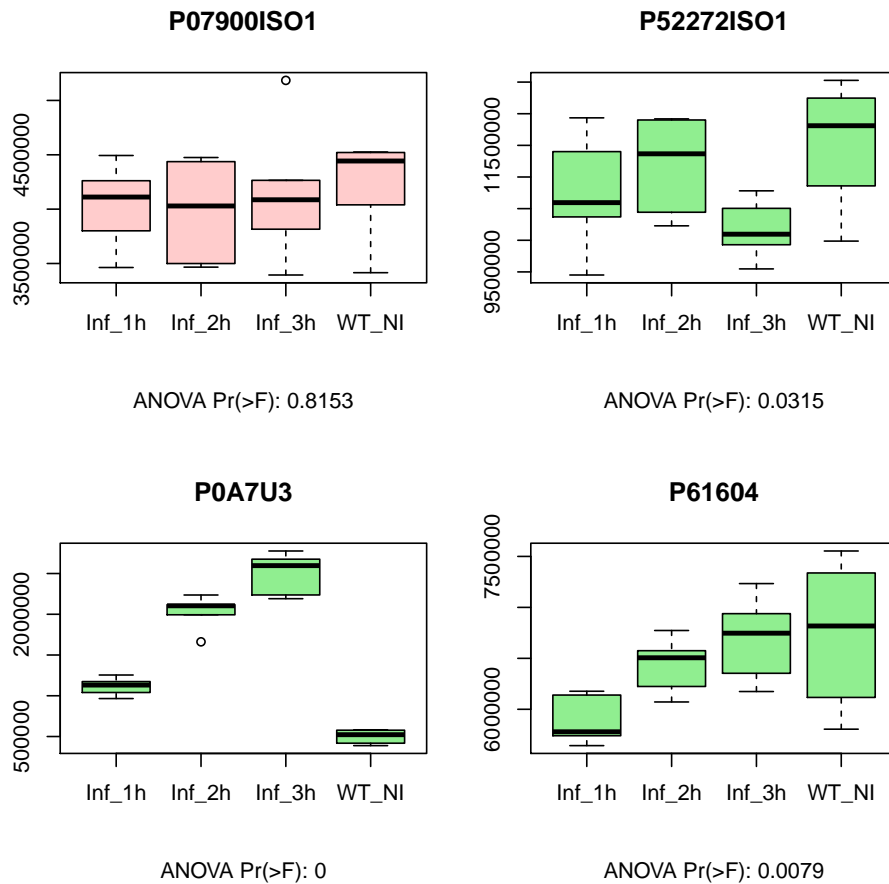 P07900ISO1
3500000
4500000
Inf_1h
Inf_2h
Inf_3h
WT_NI
ANOVA Pr(>F): 0.8153
P52272ISO1
9500000
11500000
Inf_1h
Inf_2h
Inf_3h
WT_NI
ANOVA Pr(>F): 0.0315
P0A7U3
500000
2000000
Inf_1h
Inf_2h
Inf_3h
WT_NI
ANOVA Pr(>F): 0
P61604
6000000
7500000
Inf_1h
Inf_2h
Inf_3h
WT_NI
ANOVA Pr(>F): 0.0079